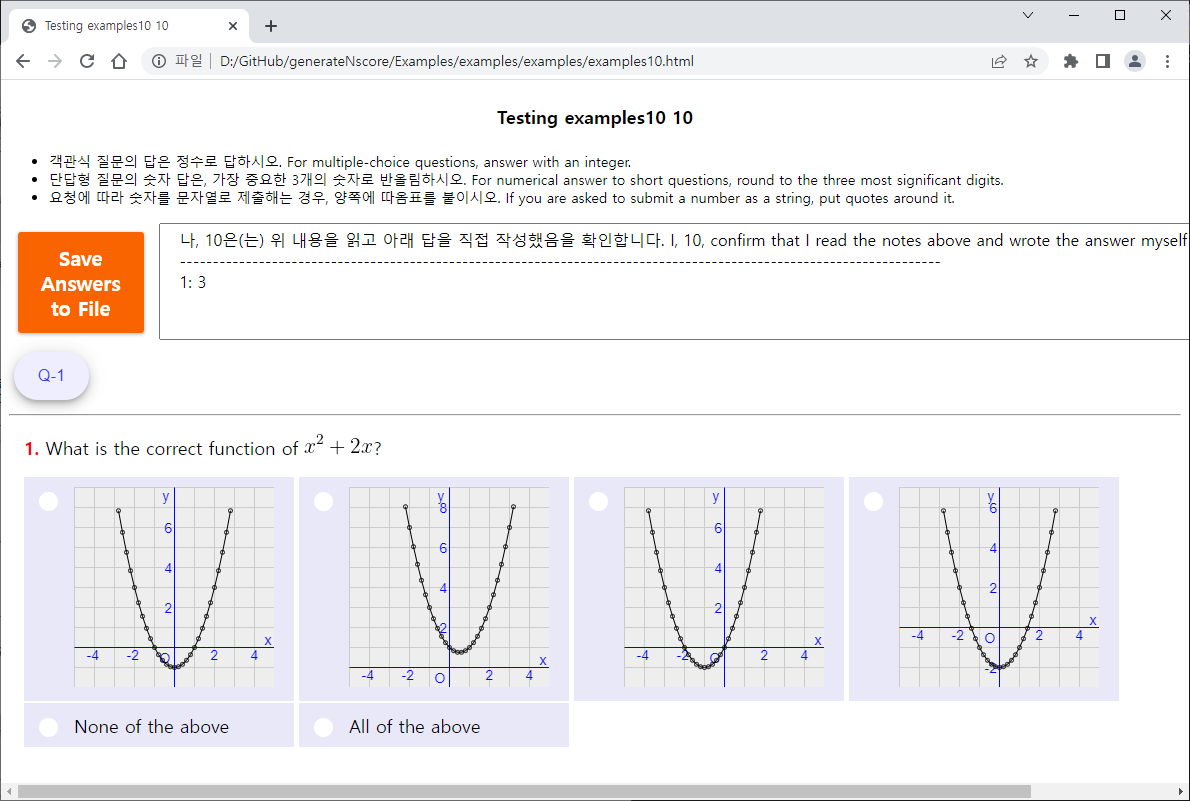 Testing examples10 10
파일 | D:/GitHub/generateNscore/Examples/examples/examples/examples10.html
Testing examples10 10
• 객관식 질문의 답은 정수로 답하시오. For multiple-choice questions, answer with an integer.
• 단답형 질문의 숫자 답은, 가장 중요한 3개의 숫자로 반올림하시오. For numerical answer to short questions, round to the three most significant digits.
• 요청에 따라 숫자를 문자열로 제출해는 경우, 양쪽에 따옴표를 붙이시오. If you are asked to submit a number as a string, put quotes around it.
Save
Answers
to File
나, 10은(는) 위 내용을 읽고 아래 답을 직접 작성했음을 확인합니다. I, 10, confirm that I read the notes above and wrote the answer myself
--------------------------------------------------------------------------------------------------------------------
1: 3
Q-1
1. What is the correct function of x² + 2x?
y
6
4
2
x
-4 -2 O 2 4
y
8
6
4
2
x
-4 -2 O 2 4
y
6
4
2
x
-4 -2 O 2 4
y
6
4
2
x
-4 -2 O 2 4
-2
None of the above
All of the above